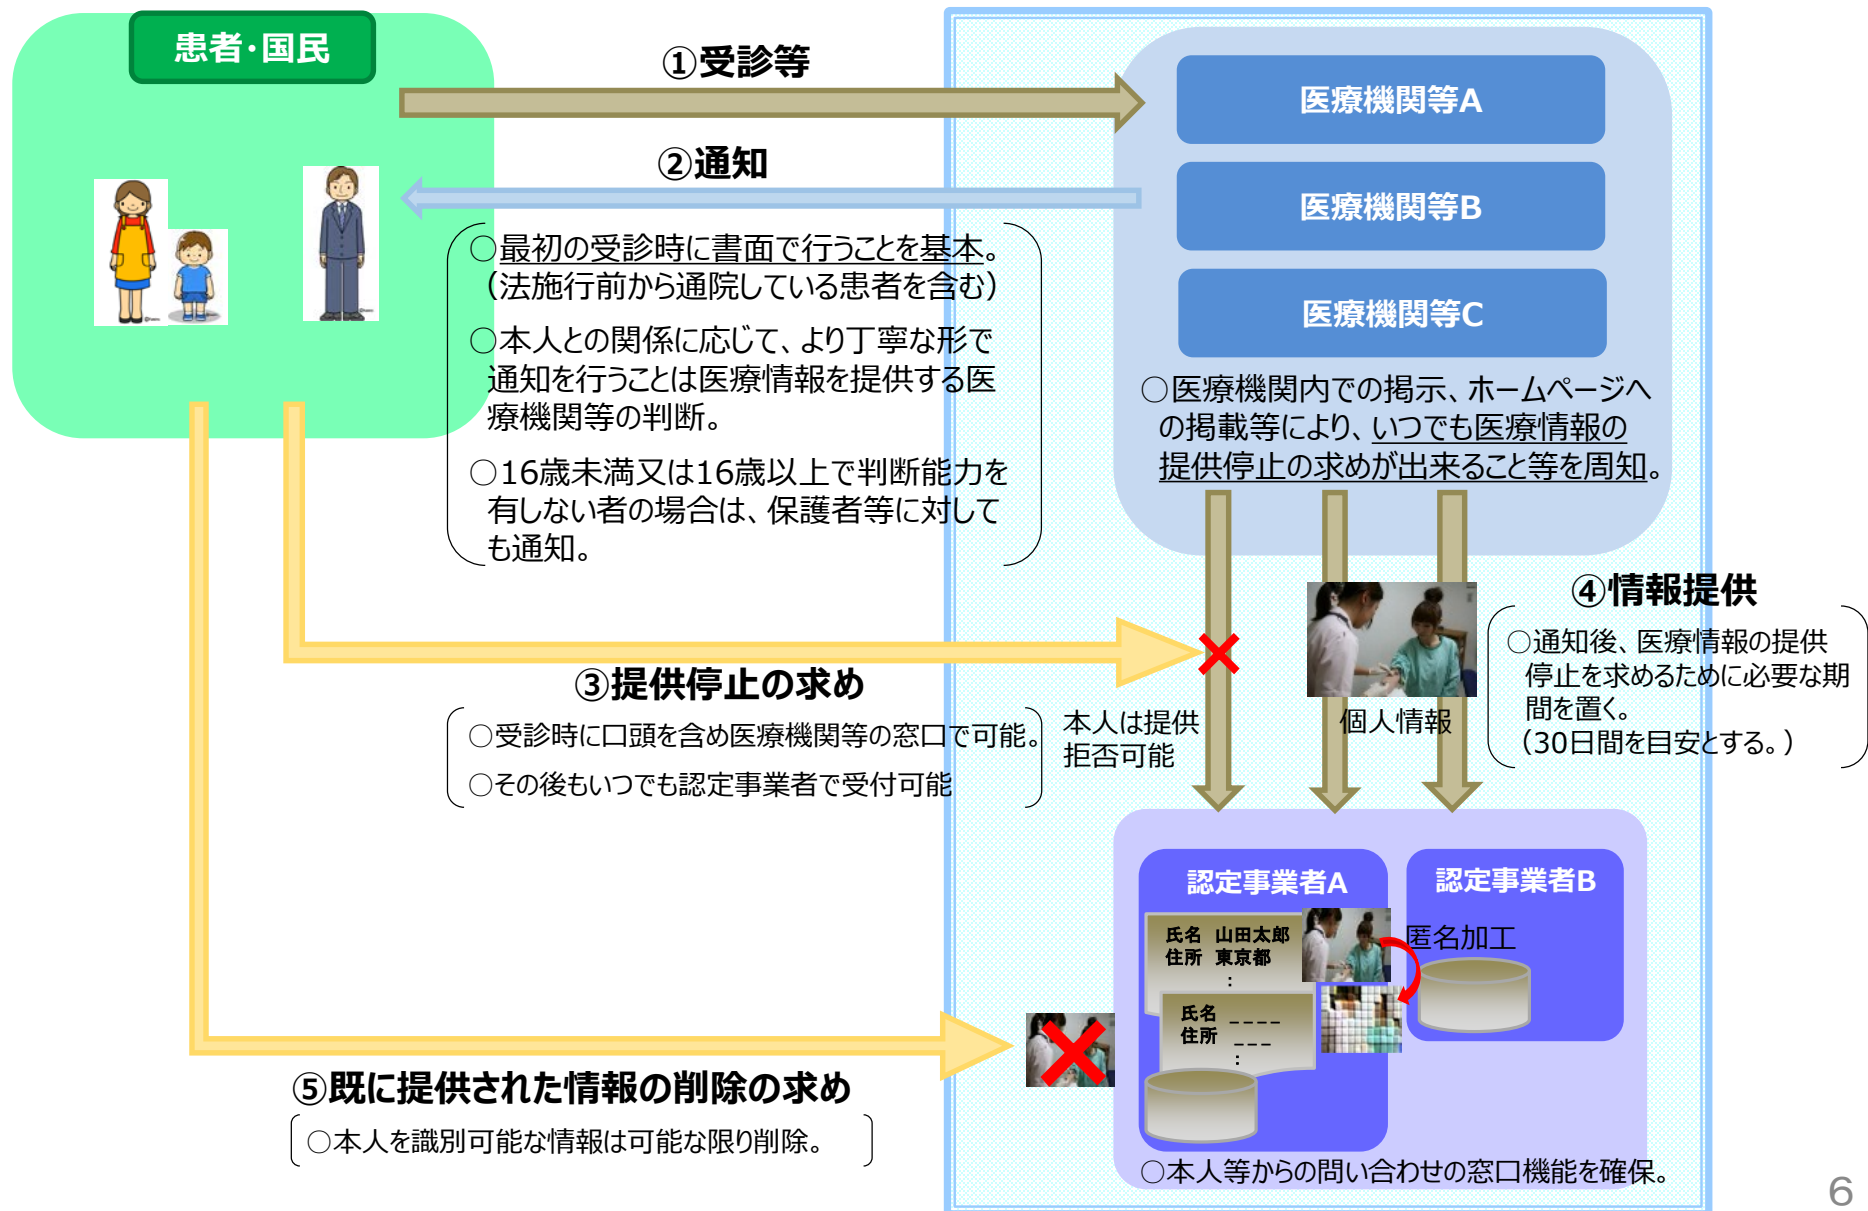 患者・国民
①受診等
医療機関等A
②通知
医療機関等B
医療機関等C
○最初の受診時に書面で行うことを基本。
（法施行前から通院している患者を含む）
○本人との関係に応じて、より丁寧な形で
通知を行うことは医療情報を提供する医
療機関等の判断。
○16歳未満又は16歳以上で判断能力を
有しない者の場合は、保護者等に対して
も通知。
○医療機関内での掲示、ホームページへ
の掲載等により、いつでも医療情報の
提供停止の求めが出来ること等を周知。
③提供停止の求め
○受診時に口頭を含め医療機関等の窓口で可能。
○その後もいつでも認定事業者で受付可能
本人は提供
拒否可能
個人情報
④情報提供
○通知後、医療情報の提供
停止を求めるために必要な期
間を置く。
（30日間を目安とする。）
認定事業者A
認定事業者B
氏名 山田太郎
住所 東京都
：
匿名加工
氏名 ____
住所 ___
：
⑤既に提供された情報の削除の求め
○本人を識別可能な情報は可能な限り削除。
○本人等からの問い合わせの窓口機能を確保。
6